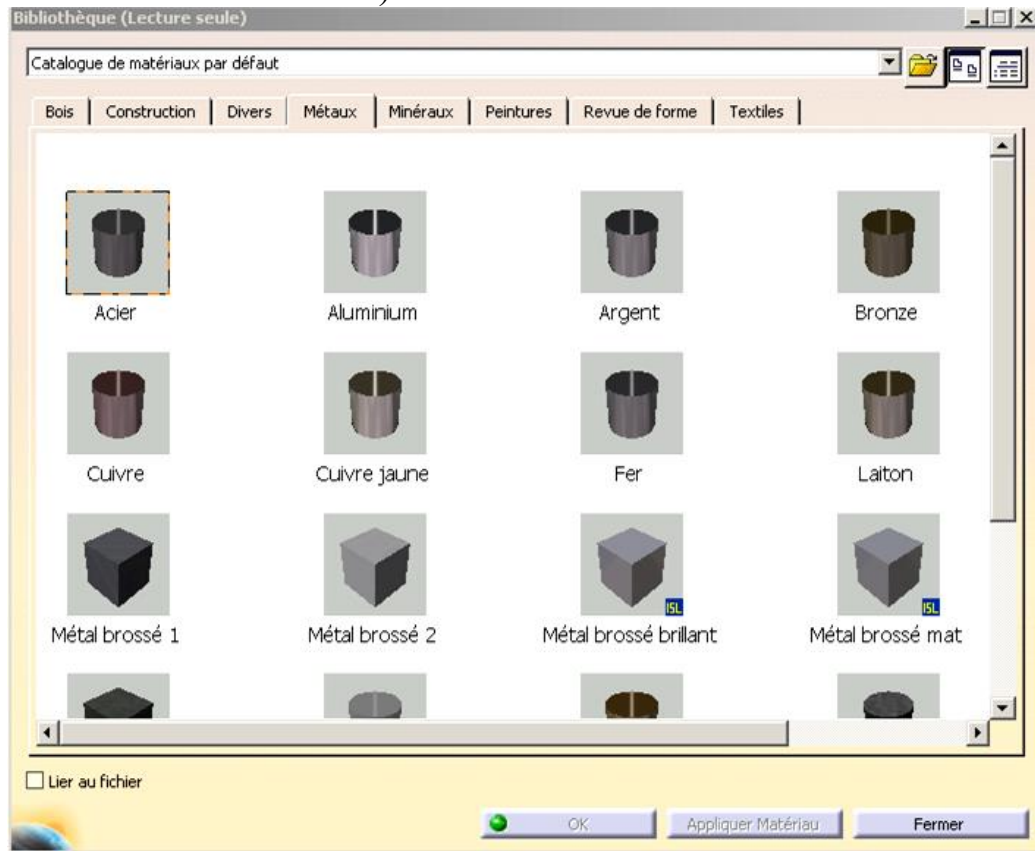 Bibliothèque (Lecture seule)
Catalogue de matériaux par défaut
Bois Construction Divers Métaux Minéraux Peintures Revue de forme Textiles
Acier Aluminium Argent Bronze
Cuivre Cuivre jaune Fer Laiton
ISL ISL
Métal brossé 1 Métal brossé 2 Métal brossé brillant Métal brossé mat
Lier au fichier
OK Appliquer Matériau Fermer